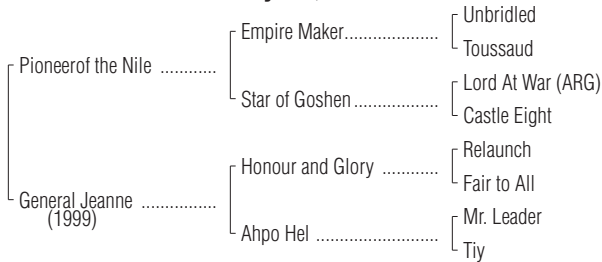 Unbridled
Empire Maker....................
Toussaud
Pioneerof the Nile ............
Lord At War (ARG)
Star of Goshen..................
Castle Eight
Relaunch
Honour and Glory ............
Fair to All
General Jeanne ................
(1999)
Mr. Leader
Ahpo Hel ..........................
Tiy